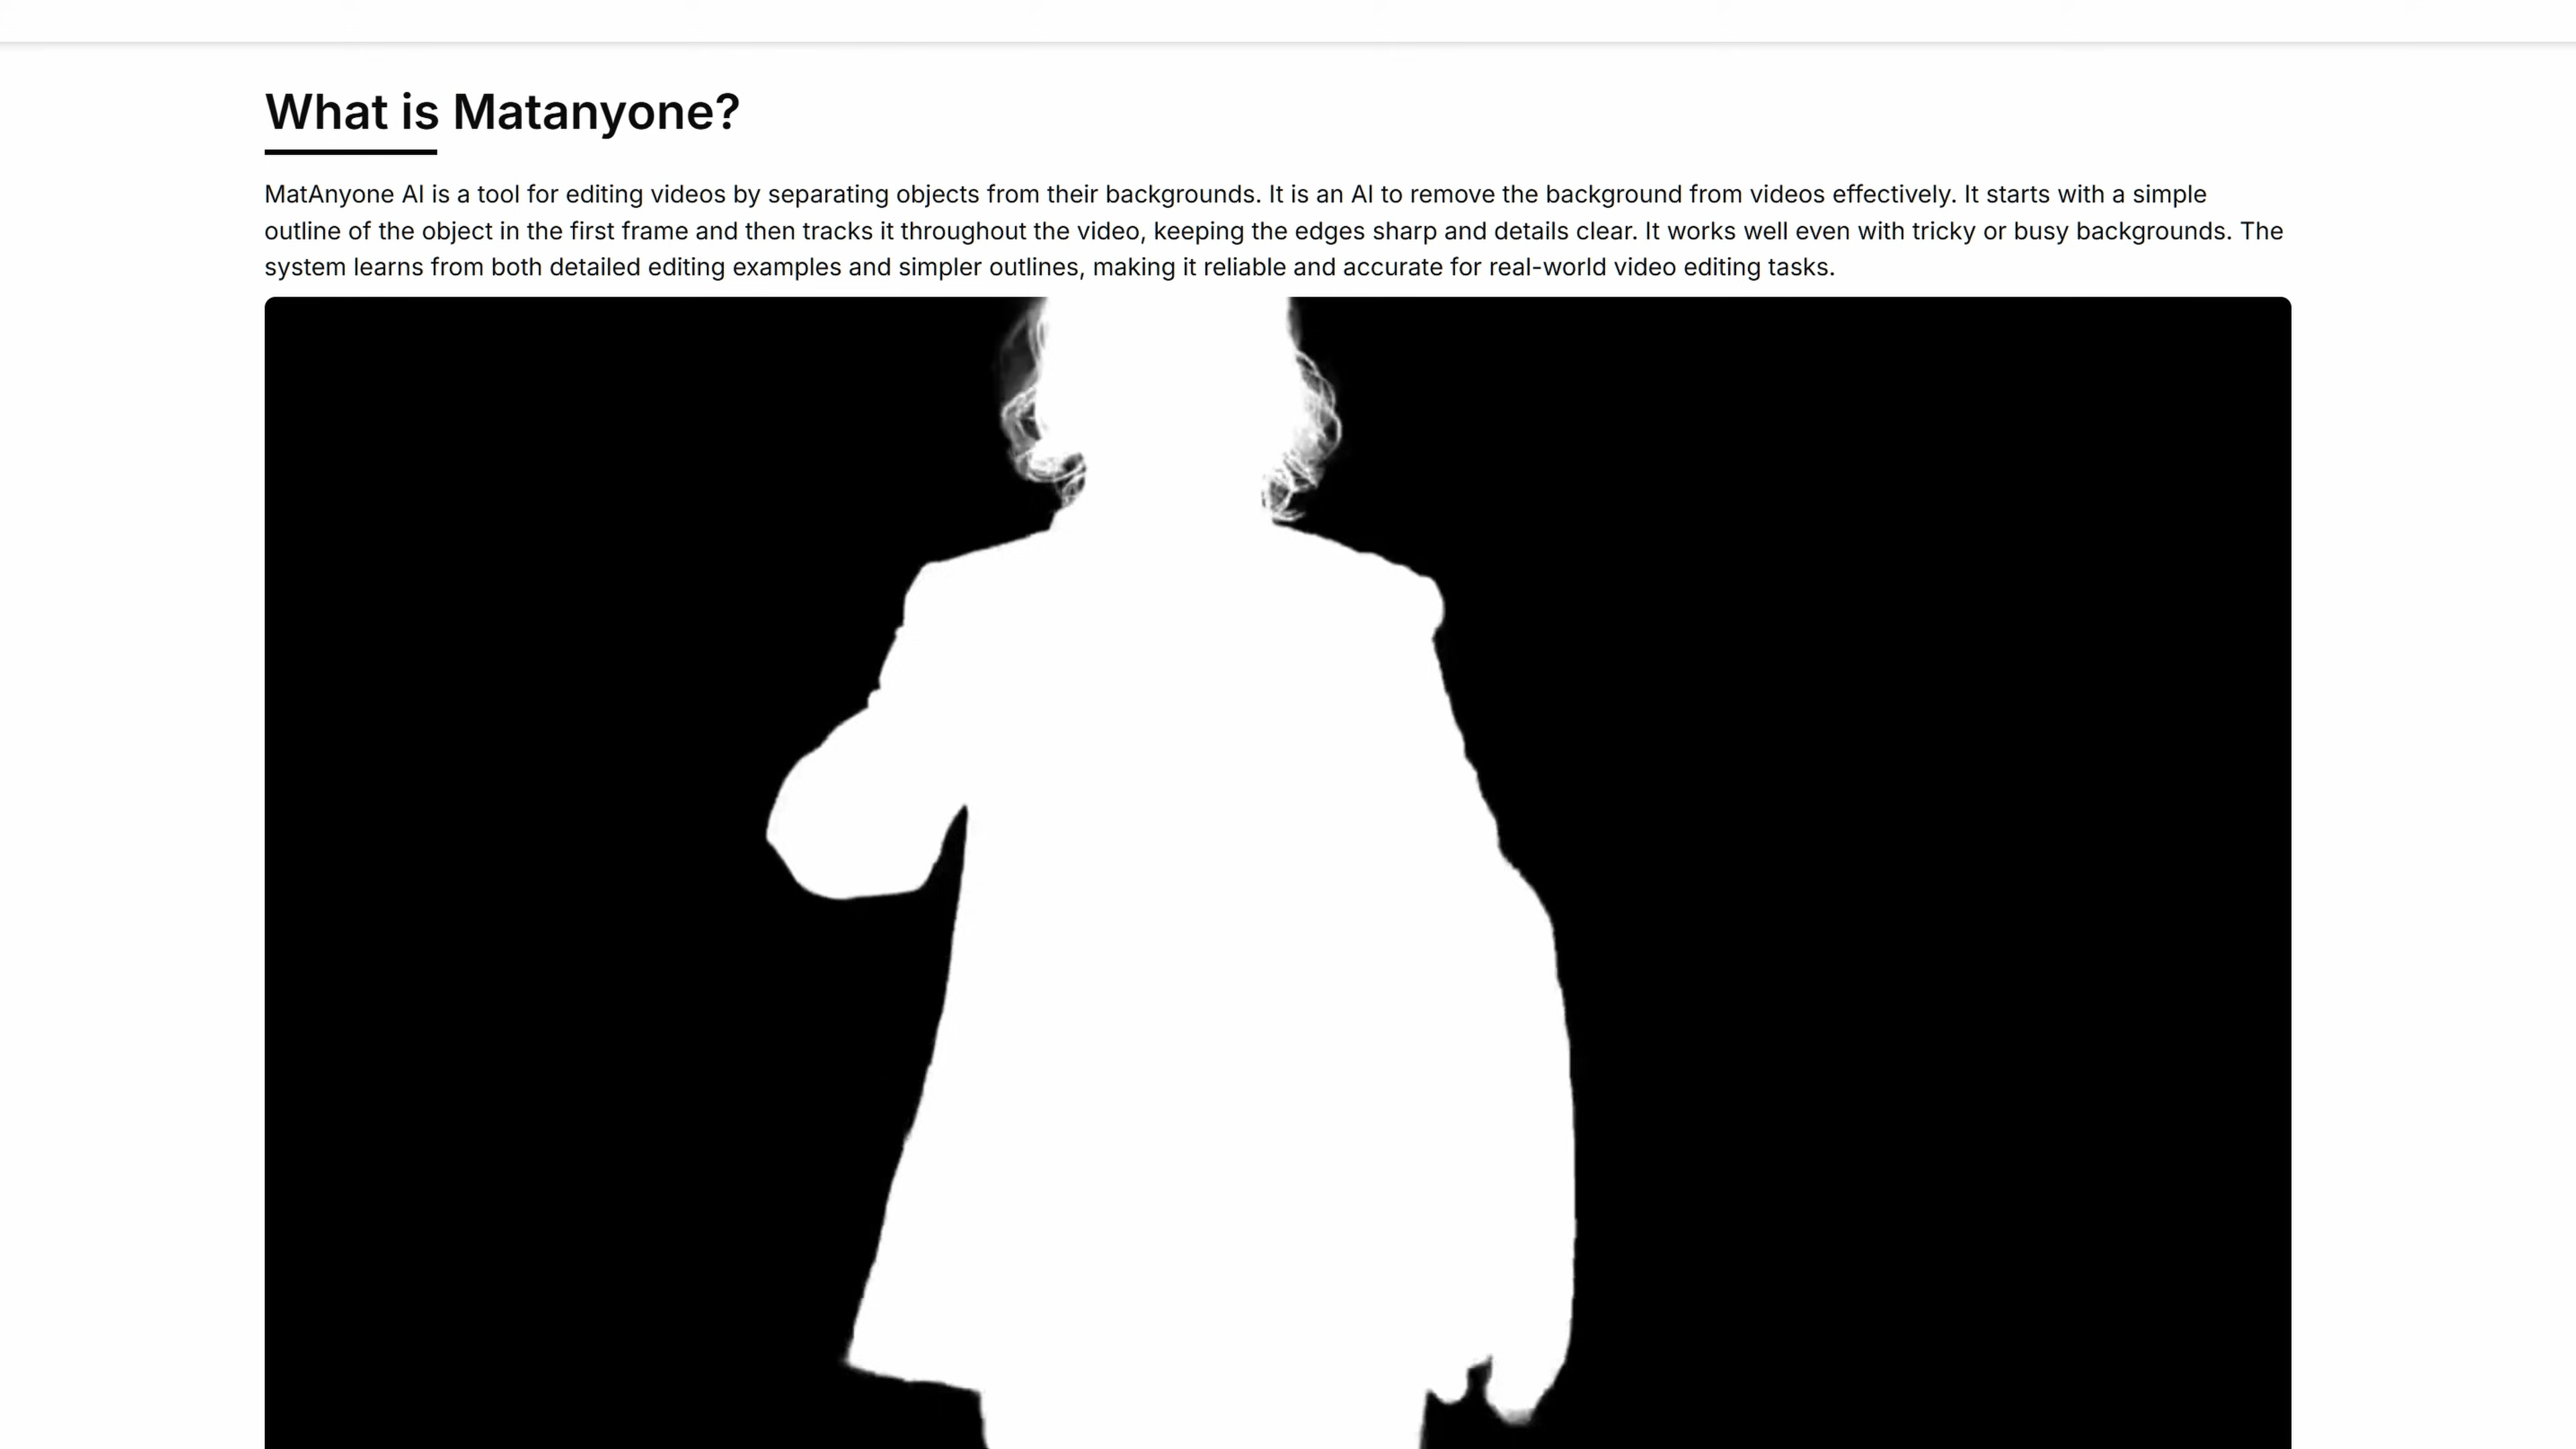 What is Matanyone?
MatAnyone AI is a tool for editing videos by separating objects from their backgrounds. It is an AI to remove the background from videos effectively. It starts with a simple
outline of the object in the first frame and then tracks it throughout the video, keeping the edges sharp and details clear. It works well even with tricky or busy backgrounds. The
system learns from both detailed editing examples and simpler outlines, making it reliable and accurate for real-world video editing tasks.